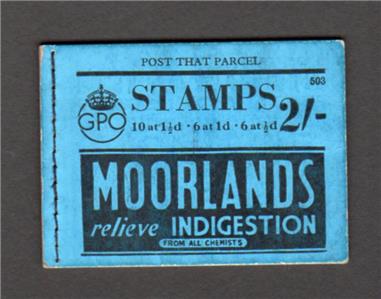 POST THAT PARCEL
503
GPO
STAMPS 2/-
10 at 1½d · 6 at 1d · 6 at ½d
MOORLANDS
relieve INDIGESTION
FROM ALL CHEMISTS